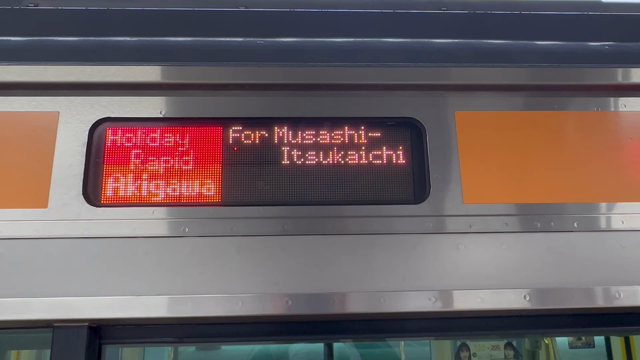 Holiday
Rapid
Akigawa
For Musashi-
Itsukaichi